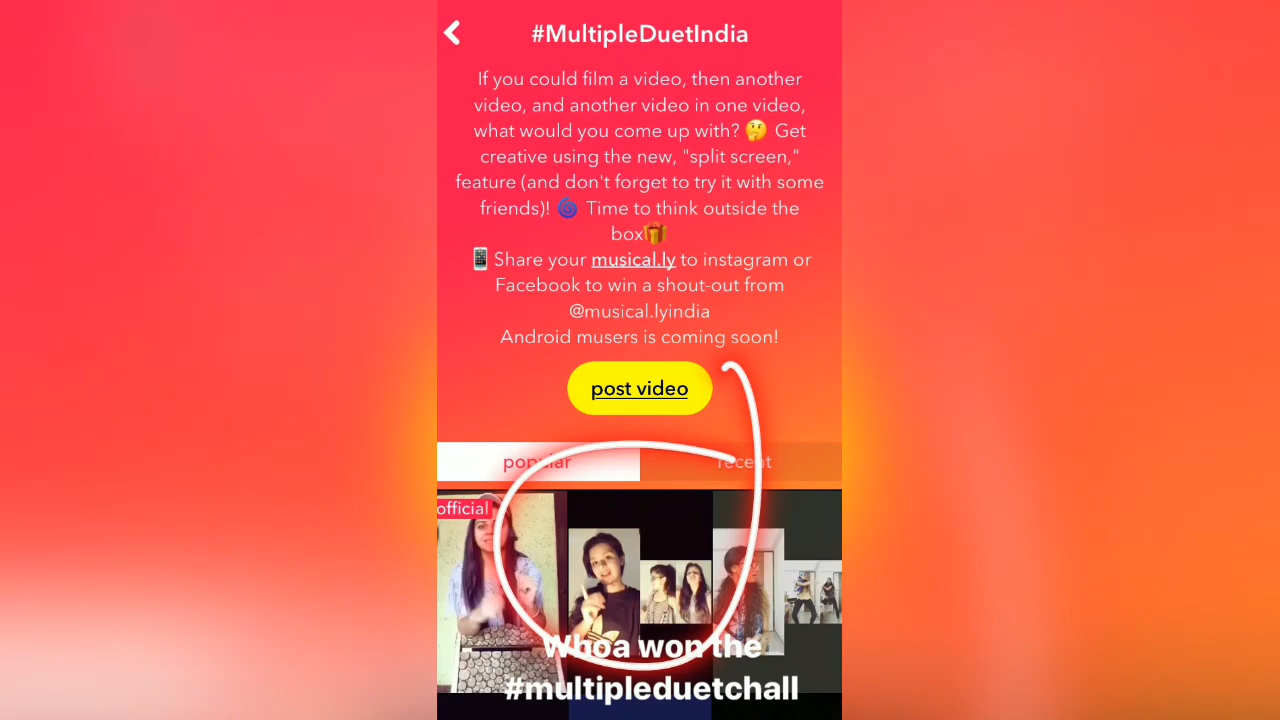 #MultipleDuetIndia
If you could film a video, then another
video, and another video in one video,
what would you come up with? 🤔 Get
creative using the new, "split screen,"
feature (and don't forget to try it with some
friends)! 🌀 Time to think outside the
box🎁
📱Share your musical.ly to instagram or
Facebook to win a shout-out from
@musical.lyindia
Android musers is coming soon!
post video
popular
recent
official
Whoa won the
#multipleduetchall